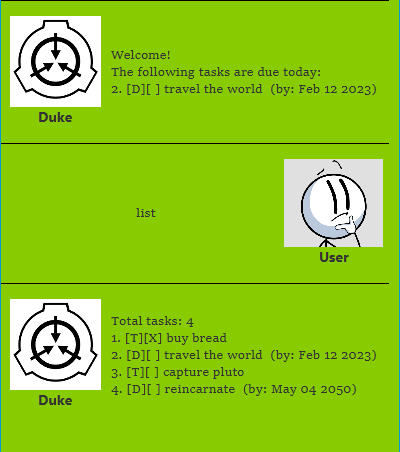 Welcome!
The following tasks are due today:
2. [D][ ] travel the world  (by: Feb 12 2023)
Duke
list
User
Total tasks: 4
1. [T][X] buy bread
2. [D][ ] travel the world  (by: Feb 12 2023)
3. [T][ ] capture pluto
4. [D][ ] reincarnate  (by: May 04 2050)
Duke